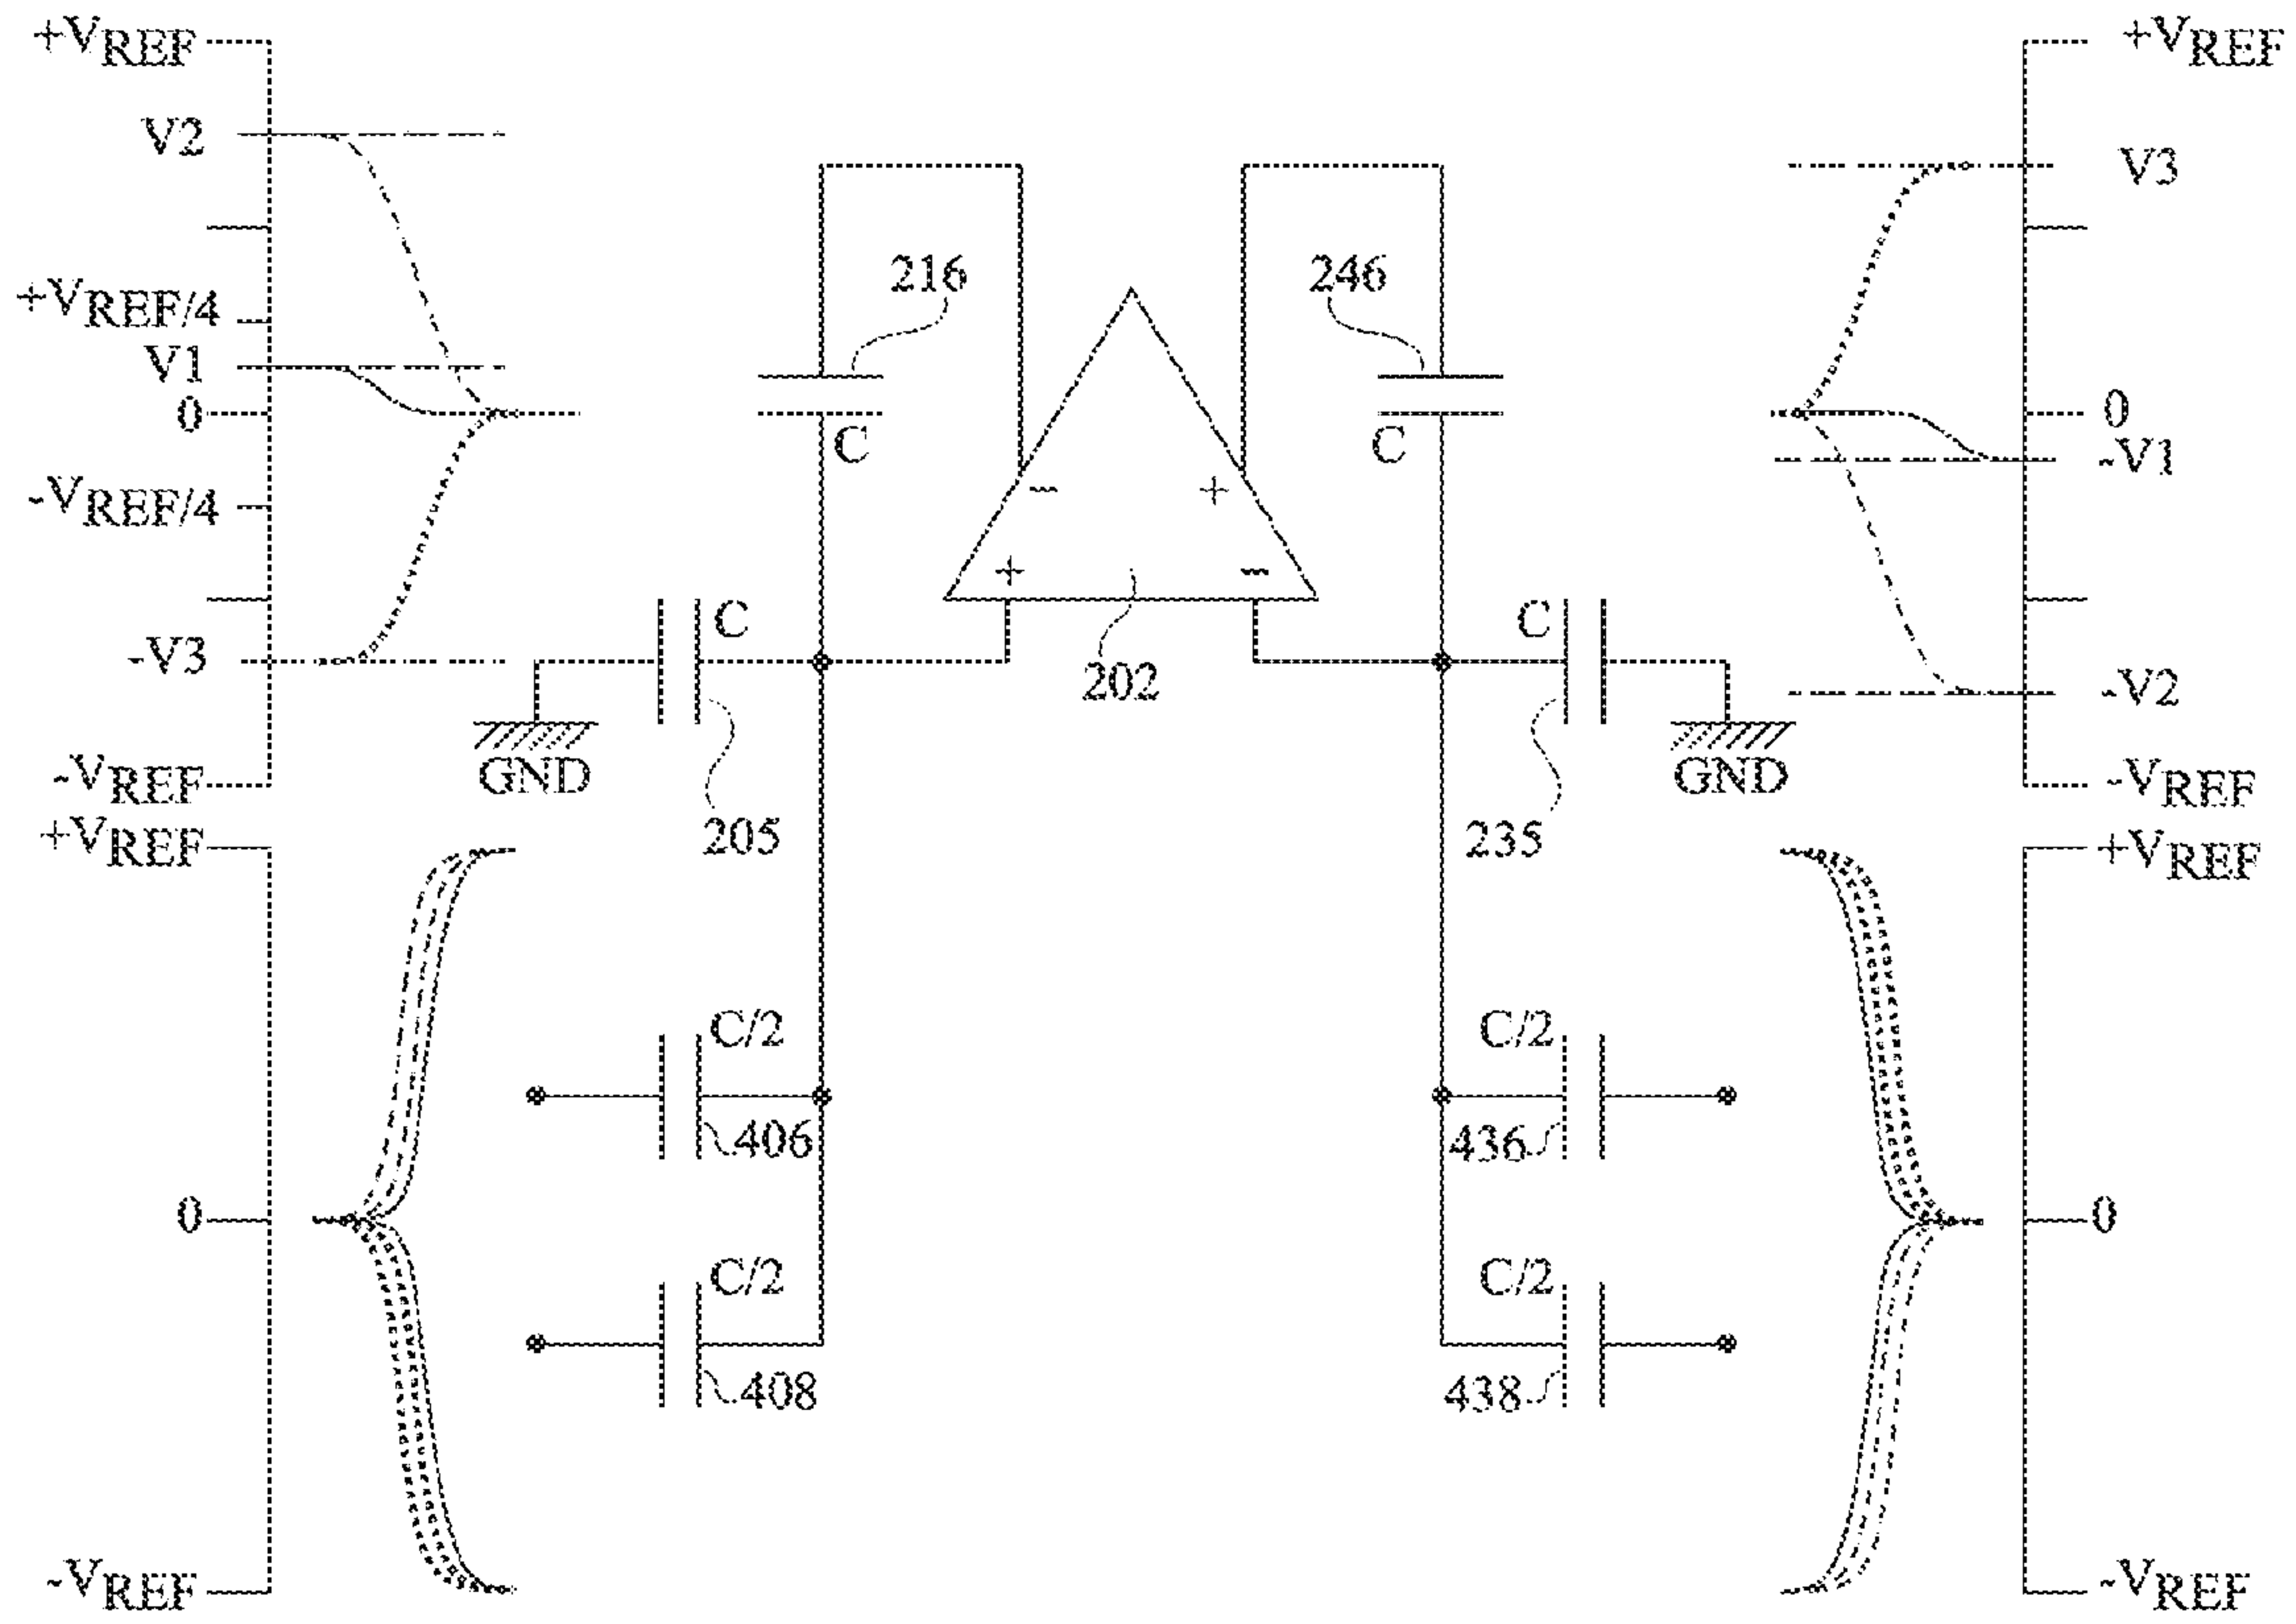 +VREF
+VREF
V2
V3
216
246
+VREF/4
V1
0
0
C
C
-V1
-VREF/4
-
+
+
-
C
C
-V3
202
-V2
GND
GND
-VREF
-VREF
+VREF
205
235
+VREF
C/2
C/2
406
436
0
0
C/2
C/2
408
438
-VREF
-VREF